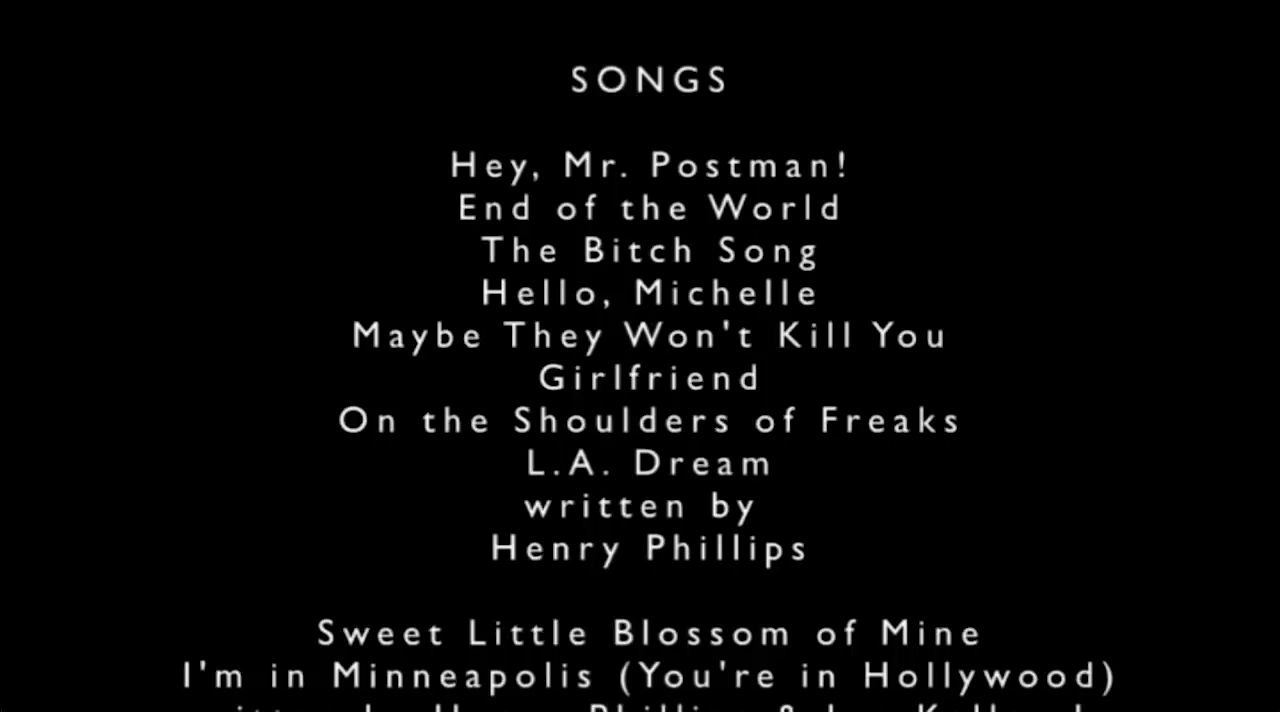 SONGS
Hey, Mr. Postman!
End of the World
The Bitch Song
Hello, Michelle
Maybe They Won't Kill You
Girlfriend
On the Shoulders of Freaks
L.A. Dream
written by
Henry Phillips
Sweet Little Blossom of Mine
I'm in Minneapolis (You're in Hollywood)